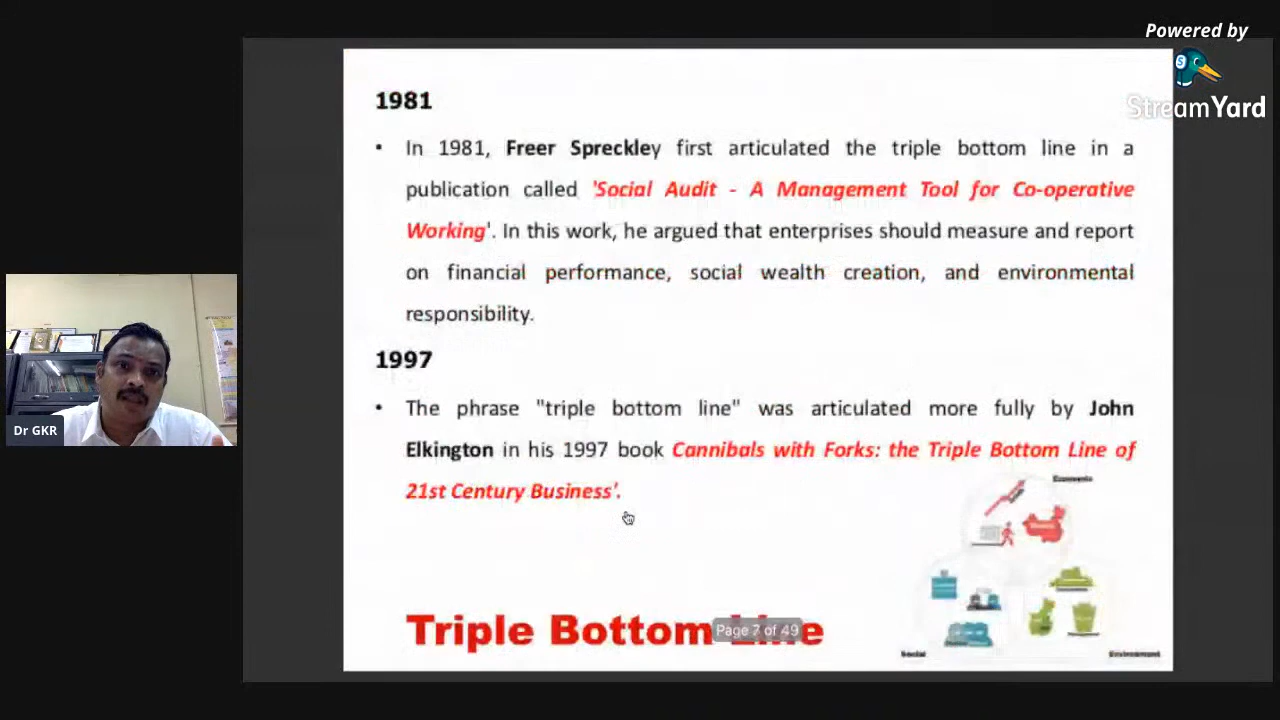 Powered by
StreamYard
1981
• In 1981, Freer Spreckley first articulated the triple bottom line in a
publication called 'Social Audit - A Management Tool for Co-operative
Working'. In this work, he argued that enterprises should measure and report
on financial performance, social wealth creation, and environmental
responsibility.
1997
• The phrase "triple bottom line" was articulated more fully by John
Elkington in his 1997 book Cannibals with Forks: the Triple Bottom Line of
21st Century Business'.
Dr GKR
Economic
Triple Bottom Line
Page 7 of 49
Social
Environment